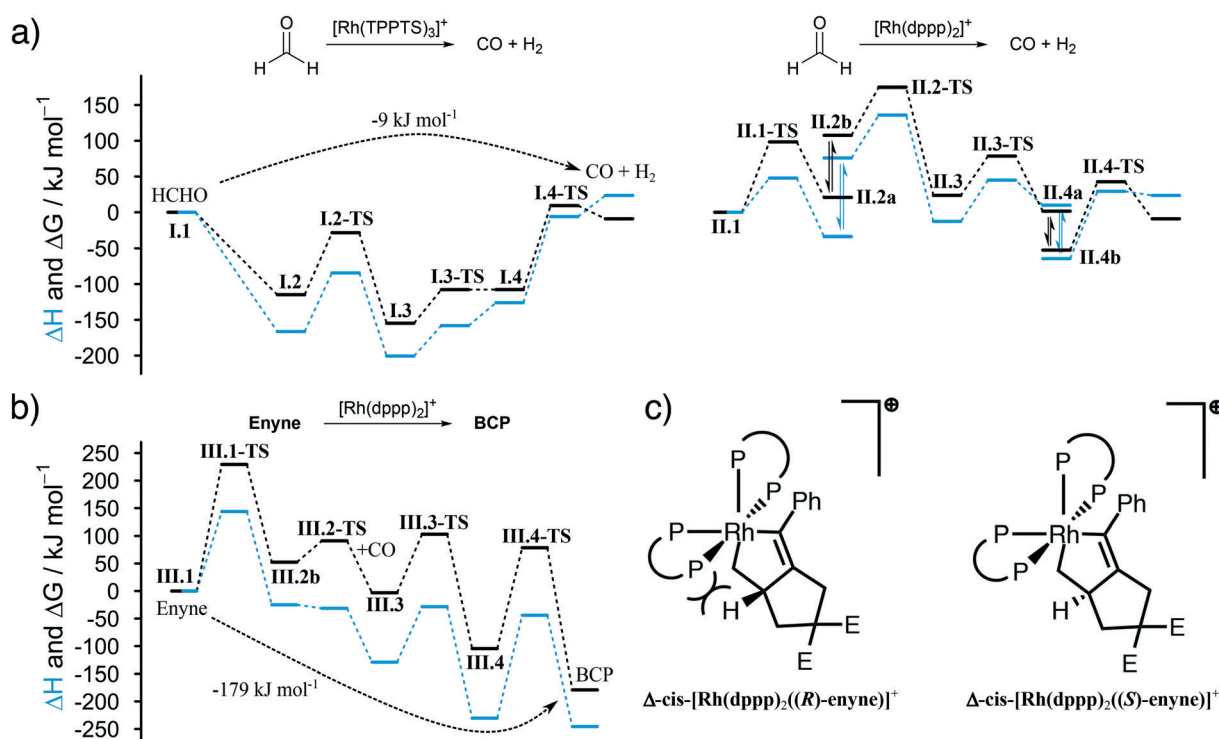 a)
O
H H
[Rh(TPPTS)₃]⁺
CO + H₂
O
H H
[Rh(dppp)₂]⁺
CO + H₂
ΔH and ΔG / kJ mol⁻¹
150
100
50
0
-50
-100
-150
-200
HCHO
I.1
-9 kJ mol⁻¹
I.2
I.2-TS
I.3
I.3-TS
I.4
I.4-TS
CO + H₂
II.1
II.1-TS
II.2b
II.2a
II.2-TS
II.3
II.3-TS
II.4a
II.4b
II.4-TS
b)
Enyne
[Rh(dppp)₂]⁺
BCP
ΔH and ΔG / kJ mol⁻¹
250
200
150
100
50
0
-50
-100
-150
-200
-250
III.1
Enyne
III.1-TS
III.2b
III.2-TS
+CO
III.3
III.3-TS
III.4
III.4-TS
BCP
-179 kJ mol⁻¹
c)
⊕
P
P
Ph
P
Rh
P
H
E
E
Δ-cis-[Rh(dppp)₂((R)-enyne)]⁺
⊕
P
P
Ph
P
Rh
P
H
E
E
Δ-cis-[Rh(dppp)₂((S)-enyne)]⁺